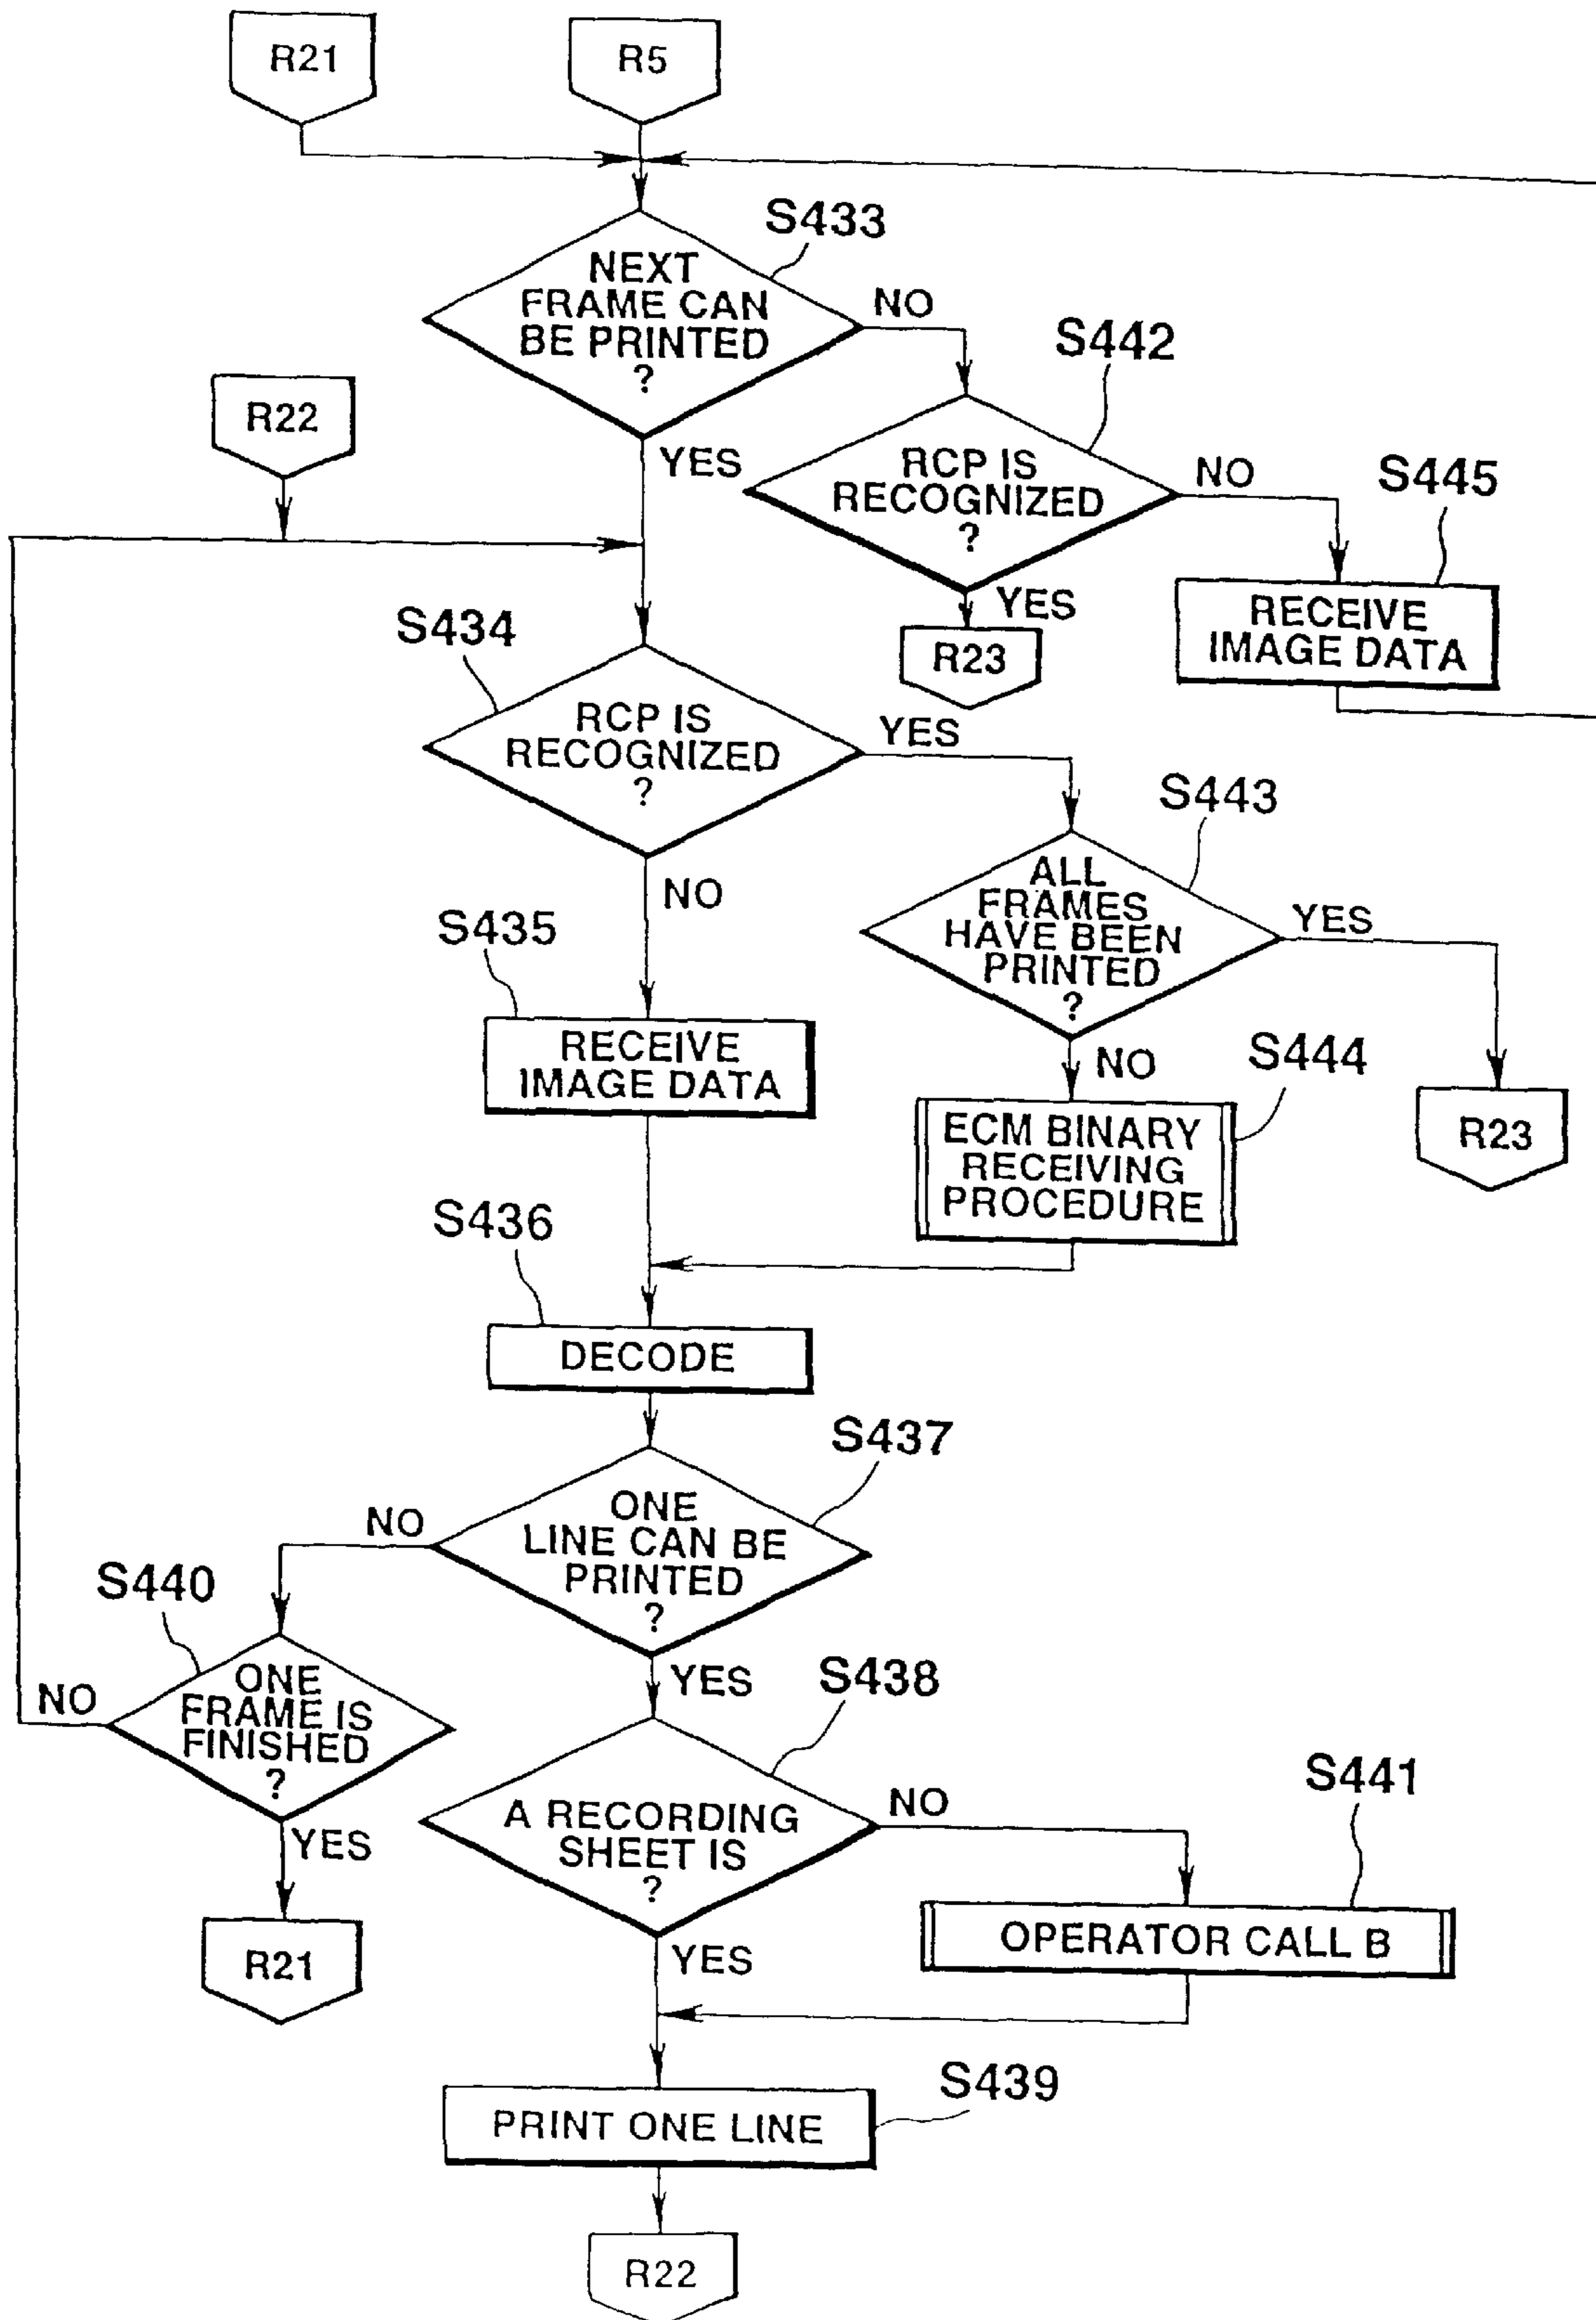 R21
R5
S433
NEXT
FRAME CAN
BE PRINTED
?
NO
YES
S442
RCP IS
RECOGNIZED
?
NO
YES
R23
S445
RECEIVE
IMAGE DATA
R22
S434
RCP IS
RECOGNIZED
?
YES
NO
S443
ALL
FRAMES
HAVE BEEN
PRINTED
?
YES
NO
R23
S435
RECEIVE
IMAGE DATA
S444
ECM BINARY
RECEIVING
PROCEDURE
S436
DECODE
S437
ONE
LINE CAN BE
PRINTED
?
NO
YES
S440
ONE
FRAME IS
FINISHED
?
NO
YES
R21
S438
A RECORDING
SHEET IS
?
NO
YES
S441
OPERATOR CALL B
S439
PRINT ONE LINE
R22